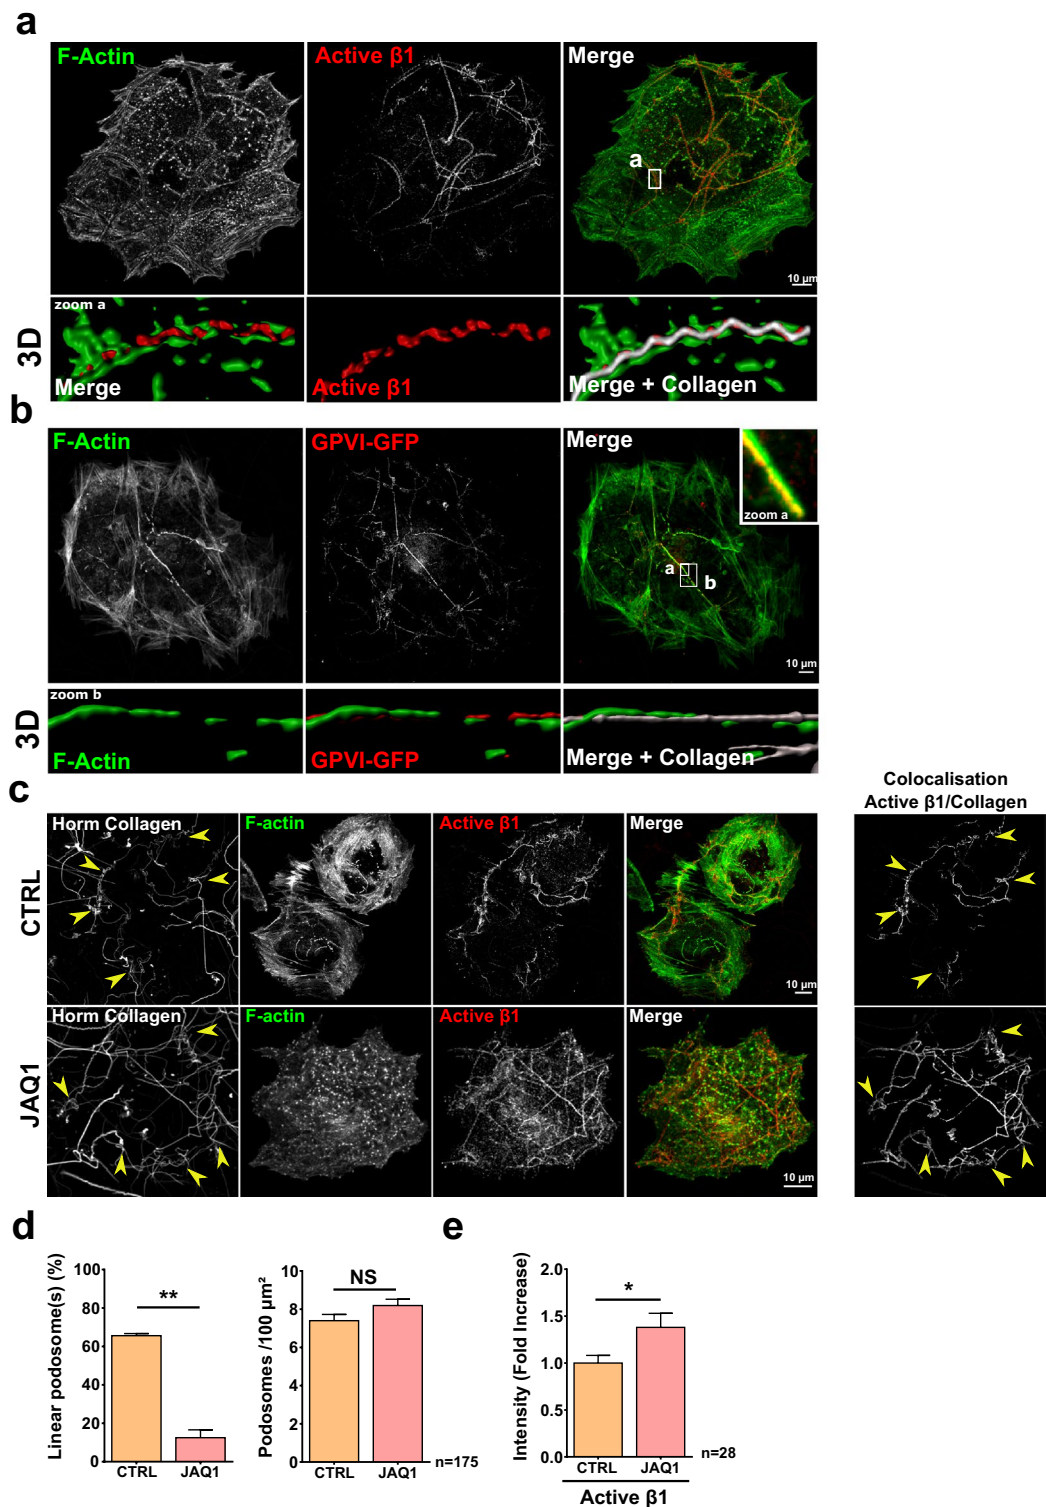 a
F-Actin
Active β1
Merge
a
10 µm
3D
zoom a
Merge
Active β1
Merge + Collagen
b
F-Actin
GPVI-GFP
Merge
zoom a
a
b
10 µm
3D
zoom b
F-Actin
GPVI-GFP
Merge + Collagen
c
Colocalisation
Active β1/Collagen
CTRL
Horm Collagen
F-actin
Active β1
Merge
10 µm
JAQ1
Horm Collagen
F-actin
Active β1
Merge
10 µm
d
Linear podosome(s) (%)
100
80
60
40
20
0
**
CTRL
JAQ1
Podosomes /100 µm²
10
8
6
4
2
0
NS
CTRL
JAQ1
n=175
e
Intensity (Fold Increase)
2.0
1.5
1.0
0.5
0.0
*
CTRL
JAQ1
n=28
Active β1